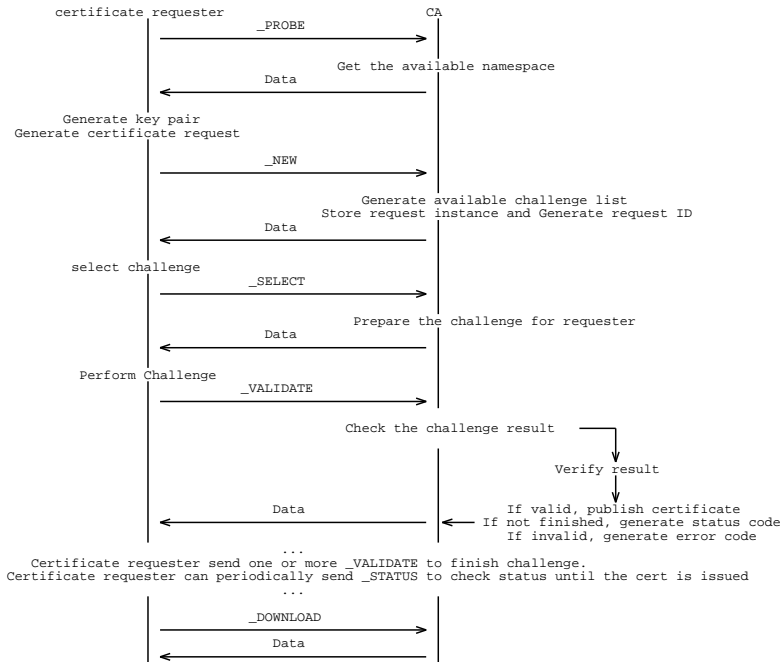 certificate requester CA
_PROBE
Get the available namespace
Data
Generate key pair
Generate certificate request
_NEW
Generate available challenge list
Store request instance and Generate request ID
Data
select challenge
_SELECT
Prepare the challenge for requester
Data
Perform Challenge
_VALIDATE
Check the challenge result
Verify result
If valid, publish certificate
Data
If not finished, generate status code
If invalid, generate error code
...
Certificate requester send one or more _VALIDATE to finish challenge.
Certificate requester can periodically send _STATUS to check status until the cert is issued
...
_DOWNLOAD
Data